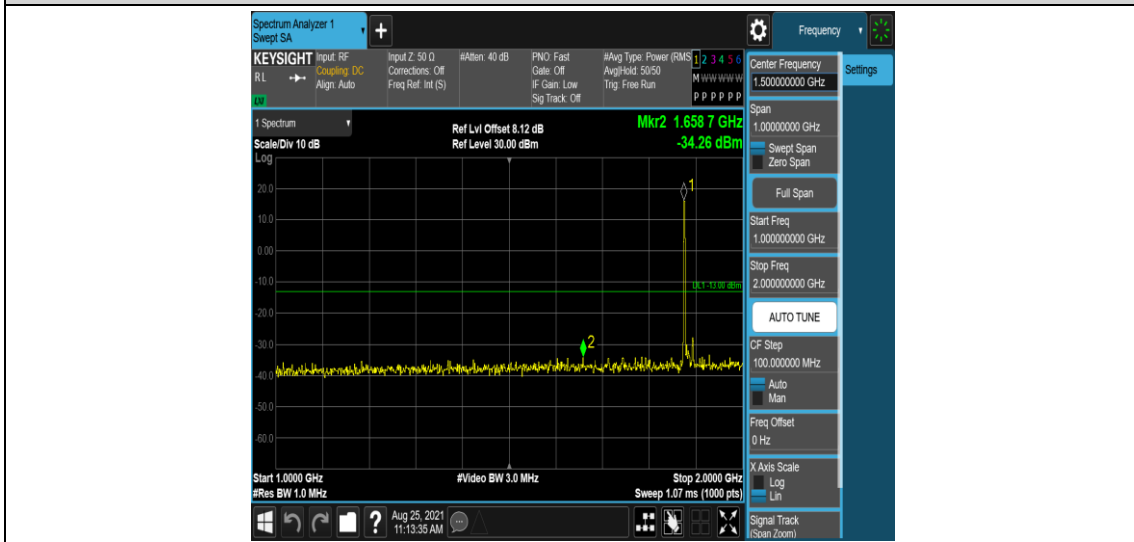 Spectrum Analyzer 1
Swept SA
+
Frequency
KEYSIGHT
RL
LXI
Input: RF
Coupling: DC
Align: Auto
Input Z: 50 Ω
Corrections: Off
Freq Ref: Int (S)
#Atten: 40 dB
PNO: Fast
Gate: Off
IF Gain: Low
Sig Track: Off
#Avg Type: Power (RMS
Avg|Hold: 50/50
Trig: Free Run
1 2 3 4 5 6
M W W W W W
P P P P P P
1 Spectrum
Scale/Div 10 dB
Log
Ref Lvl Offset 8.12 dB
Ref Level 30.00 dBm
Mkr2 1.658 7 GHz
-34.26 dBm
20.0
10.0
0.00
-10.0
-20.0
-30.0
-40.0
-50.0
-60.0
1
DL1 -13.00 dBm
2
Start 1.0000 GHz
#Res BW 1.0 MHz
#Video BW 3.0 MHz
Stop 2.0000 GHz
Sweep 1.07 ms (1000 pts)
Center Frequency
1.500000000 GHz
Settings
Span
1.00000000 GHz
Swept Span
Zero Span
Full Span
Start Freq
1.000000000 GHz
Stop Freq
2.000000000 GHz
AUTO TUNE
CF Step
100.000000 MHz
Auto
Man
Freq Offset
0 Hz
X Axis Scale
Log
Lin
Signal Track
(Span Zoom)
?
Aug 25, 2021
11:13:35 AM